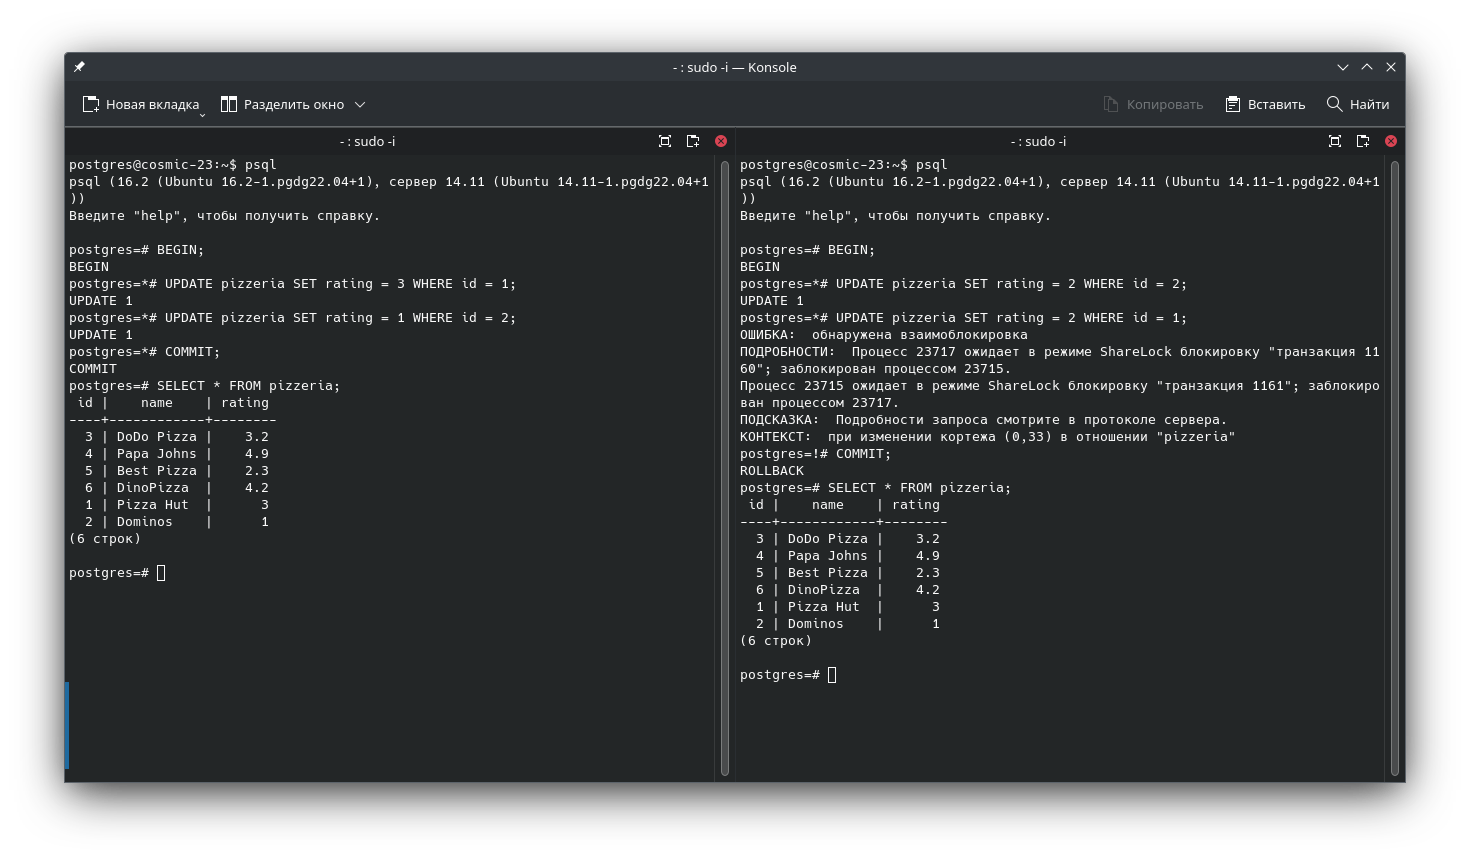 - : sudo -i — Konsole
Новая вкладка
Разделить окно
Копировать
Вставить
Найти
- : sudo -i
postgres@cosmic-23:~$ psql
psql (16.2 (Ubuntu 16.2-1.pgdg22.04+1), сервер 14.11 (Ubuntu 14.11-1.pgdg22.04+1
))
Введите "help", чтобы получить справку.
postgres=# BEGIN;
BEGIN
postgres=*# UPDATE pizzeria SET rating = 3 WHERE id = 1;
UPDATE 1
postgres=*# UPDATE pizzeria SET rating = 1 WHERE id = 2;
UPDATE 1
postgres=*# COMMIT;
COMMIT
postgres=# SELECT * FROM pizzeria;
 id |    name    | rating
----+------------+--------
  3 | DoDo Pizza |    3.2
  4 | Papa Johns |    4.9
  5 | Best Pizza |    2.3
  6 | DinoPizza  |    4.2
  1 | Pizza Hut  |      3
  2 | Dominos    |      1
(6 строк)
postgres=#
- : sudo -i
postgres@cosmic-23:~$ psql
psql (16.2 (Ubuntu 16.2-1.pgdg22.04+1), сервер 14.11 (Ubuntu 14.11-1.pgdg22.04+1
))
Введите "help", чтобы получить справку.
postgres=# BEGIN;
BEGIN
postgres=*# UPDATE pizzeria SET rating = 2 WHERE id = 2;
UPDATE 1
postgres=*# UPDATE pizzeria SET rating = 2 WHERE id = 1;
ОШИБКА:  обнаружена взаимоблокировка
ПОДРОБНОСТИ:  Процесс 23717 ожидает в режиме ShareLock блокировку "транзакция 11
60"; заблокирован процессом 23715.
Процесс 23715 ожидает в режиме ShareLock блокировку "транзакция 1161"; заблокиро
ван процессом 23717.
ПОДСКАЗКА:  Подробности запроса смотрите в протоколе сервера.
КОНТЕКСТ:  при изменении кортежа (0,33) в отношении "pizzeria"
postgres=!# COMMIT;
ROLLBACK
postgres=# SELECT * FROM pizzeria;
 id |    name    | rating
----+------------+--------
  3 | DoDo Pizza |    3.2
  4 | Papa Johns |    4.9
  5 | Best Pizza |    2.3
  6 | DinoPizza  |    4.2
  1 | Pizza Hut  |      3
  2 | Dominos    |      1
(6 строк)
postgres=#